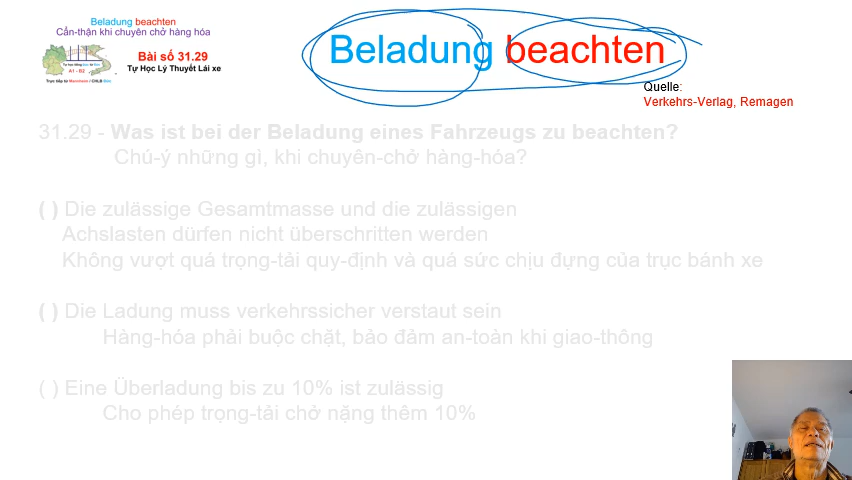 Beladung beachten
Cẩn-thận khi chuyên chở hàng hóa
Bài số 31.29
Tự Học Lý Thuyết Lái xe
A1 - B2
Beladung beachten
Quelle:
Verkehrs-Verlag, Remagen
31.29 - Was ist bei der Beladung eines Fahrzeugs zu beachten?
Chú-ý những gì, khi chuyên-chở hàng-hóa?
( ) Die zulässige Gesamtmasse und die zulässigen
Achslasten dürfen nicht überschritten werden
Không vượt quá trọng-tải quy-định và quá sức chịu đựng của trục bánh xe
( ) Die Ladung muss verkehrssicher verstaut sein
Hàng-hóa phải buộc chặt, bảo đảm an-toàn khi giao-thông
( ) Eine Überladung bis zu 10% ist zulässig
Cho phép trọng-tải chở nặng thêm 10%